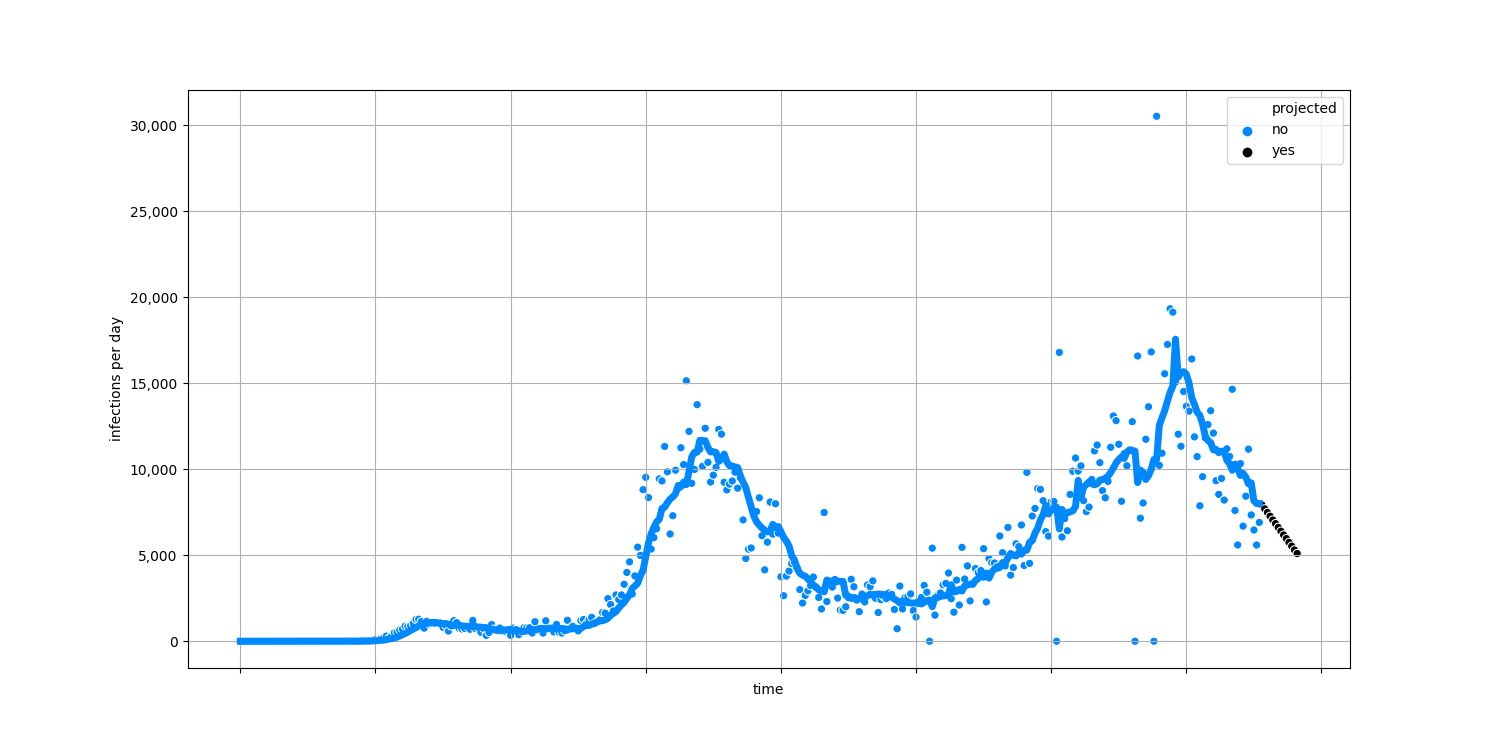 30,000
25,000
20,000
15,000
10,000
5,000
0
infections per day
time
projected
no
yes